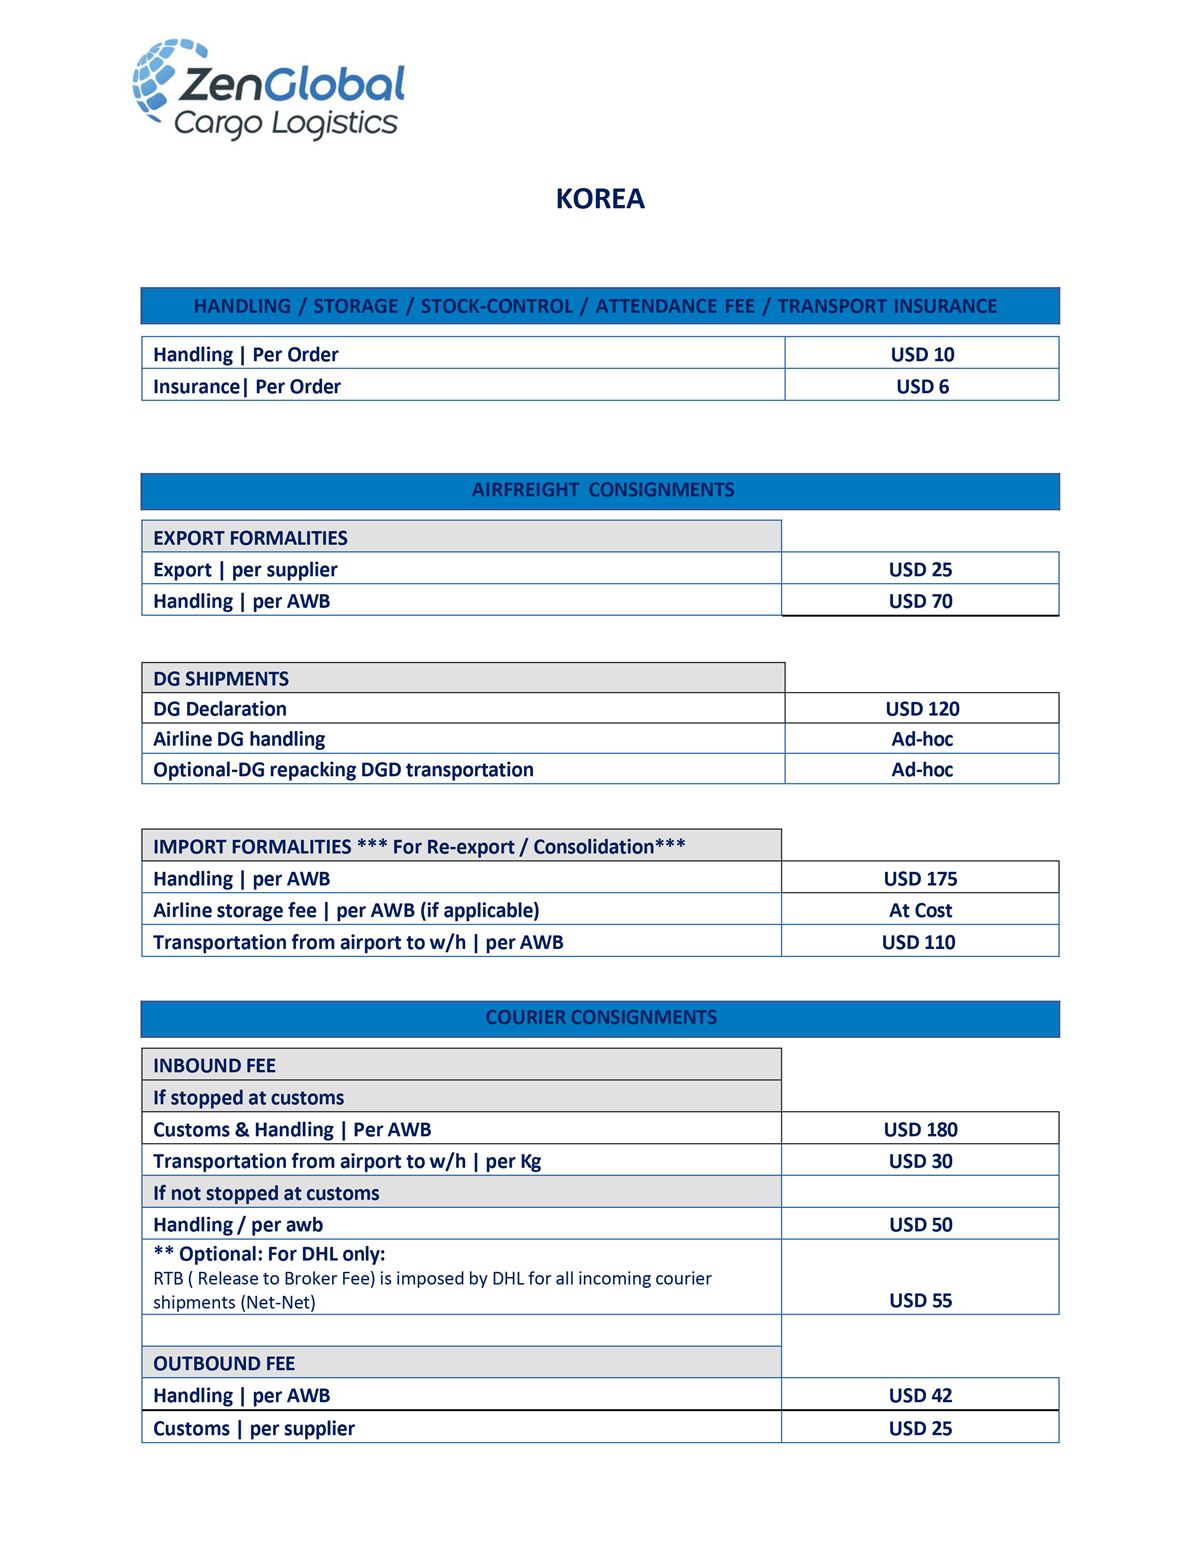 ZenGlobal
Cargo Logistics
KOREA
HANDLING / STORAGE / STOCK-CONTROL / ATTENDANCE FEE / TRANSPORT INSURANCE
Handling | Per Order USD 10
Insurance| Per Order USD 6
AIRFREIGHT CONSIGNMENTS
EXPORT FORMALITIES
Export | per supplier USD 25
Handling | per AWB USD 70
DG SHIPMENTS
DG Declaration USD 120
Airline DG handling Ad-hoc
Optional-DG repacking DGD transportation Ad-hoc
IMPORT FORMALITIES *** For Re-export / Consolidation***
Handling | per AWB USD 175
Airline storage fee | per AWB (if applicable) At Cost
Transportation from airport to w/h | per AWB USD 110
COURIER CONSIGNMENTS
INBOUND FEE
If stopped at customs
Customs & Handling | Per AWB USD 180
Transportation from airport to w/h | per Kg USD 30
If not stopped at customs
Handling / per awb USD 50
** Optional: For DHL only:
RTB ( Release to Broker Fee) is imposed by DHL for all incoming courier
shipments (Net-Net) USD 55
OUTBOUND FEE
Handling | per AWB USD 42
Customs | per supplier USD 25